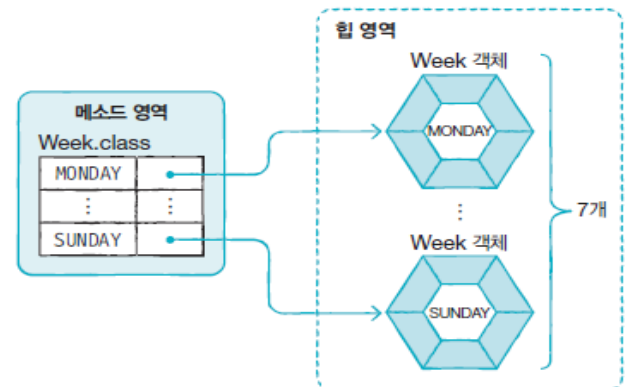 힙 영역
Week 객체
메소드 영역
Week.class
MONDAY
MONDAY
⋮ ⋮
⋮
7개
SUNDAY
Week 객체
SUNDAY